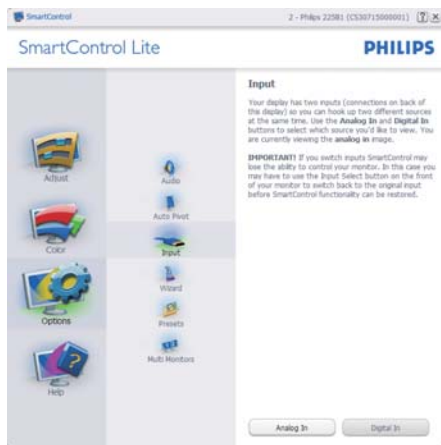 SmartControl
2 - Philips 225B1 (CS30715000001)
SmartControl Lite
PHILIPS
Adjust
Color
Options
Help
Audio
Auto Pivot
Input
Wizard
Presets
Multi Monitors
Input
Your display has two inputs (connections on back of
this display) so you can hook up two different sources
at the same time. Use the Analog In and Digital In
buttons to select which source you'd like to view. You
are currently viewing the analog in image.
IMPORTANT! If you switch inputs SmartControl may
lose the ability to control your monitor. In this case you
may have to use the Input Select button on the front
of your monitor to switch back to the original input
before SmartControl functionality can be restored.
Analog In
Digital In